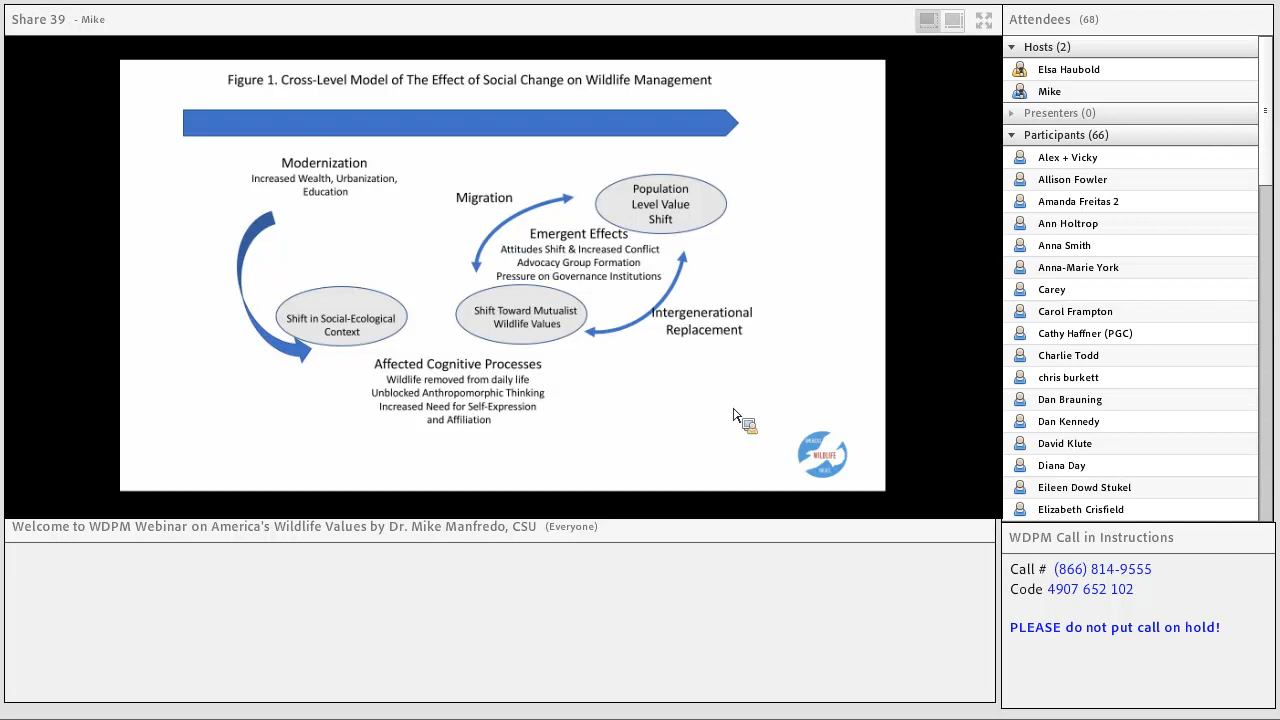 Share 39 - Mike
Figure 1. Cross-Level Model of The Effect of Social Change on Wildlife Management
Modernization
Increased Wealth, Urbanization,
Education
Migration
Population
Level Value
Shift
Emergent Effects
Attitudes Shift & Increased Conflict
Advocacy Group Formation
Pressure on Governance Institutions
Shift in Social-Ecological
Context
Shift Toward Mutualist
Wildlife Values
Intergenerational
Replacement
Affected Cognitive Processes
Wildlife removed from daily life
Unblocked Anthropomorphic Thinking
Increased Need for Self-Expression
and Affiliation
WILDLIFE
Welcome to WDPM Webinar on America's Wildlife Values by Dr. Mike Manfredo, CSU (Everyone)
Attendees (68)
Hosts (2)
Elsa Haubold
Mike
Presenters (0)
Participants (66)
Alex + Vicky
Allison Fowler
Amanda Freitas 2
Ann Holtrop
Anna Smith
Anna-Marie York
Carey
Carol Frampton
Cathy Haffner (PGC)
Charlie Todd
chris burkett
Dan Brauning
Dan Kennedy
David Klute
Diana Day
Eileen Dowd Stukel
Elizabeth Crisfield
WDPM Call in Instructions
Call # (866) 814-9555
Code 4907 652 102
PLEASE do not put call on hold!